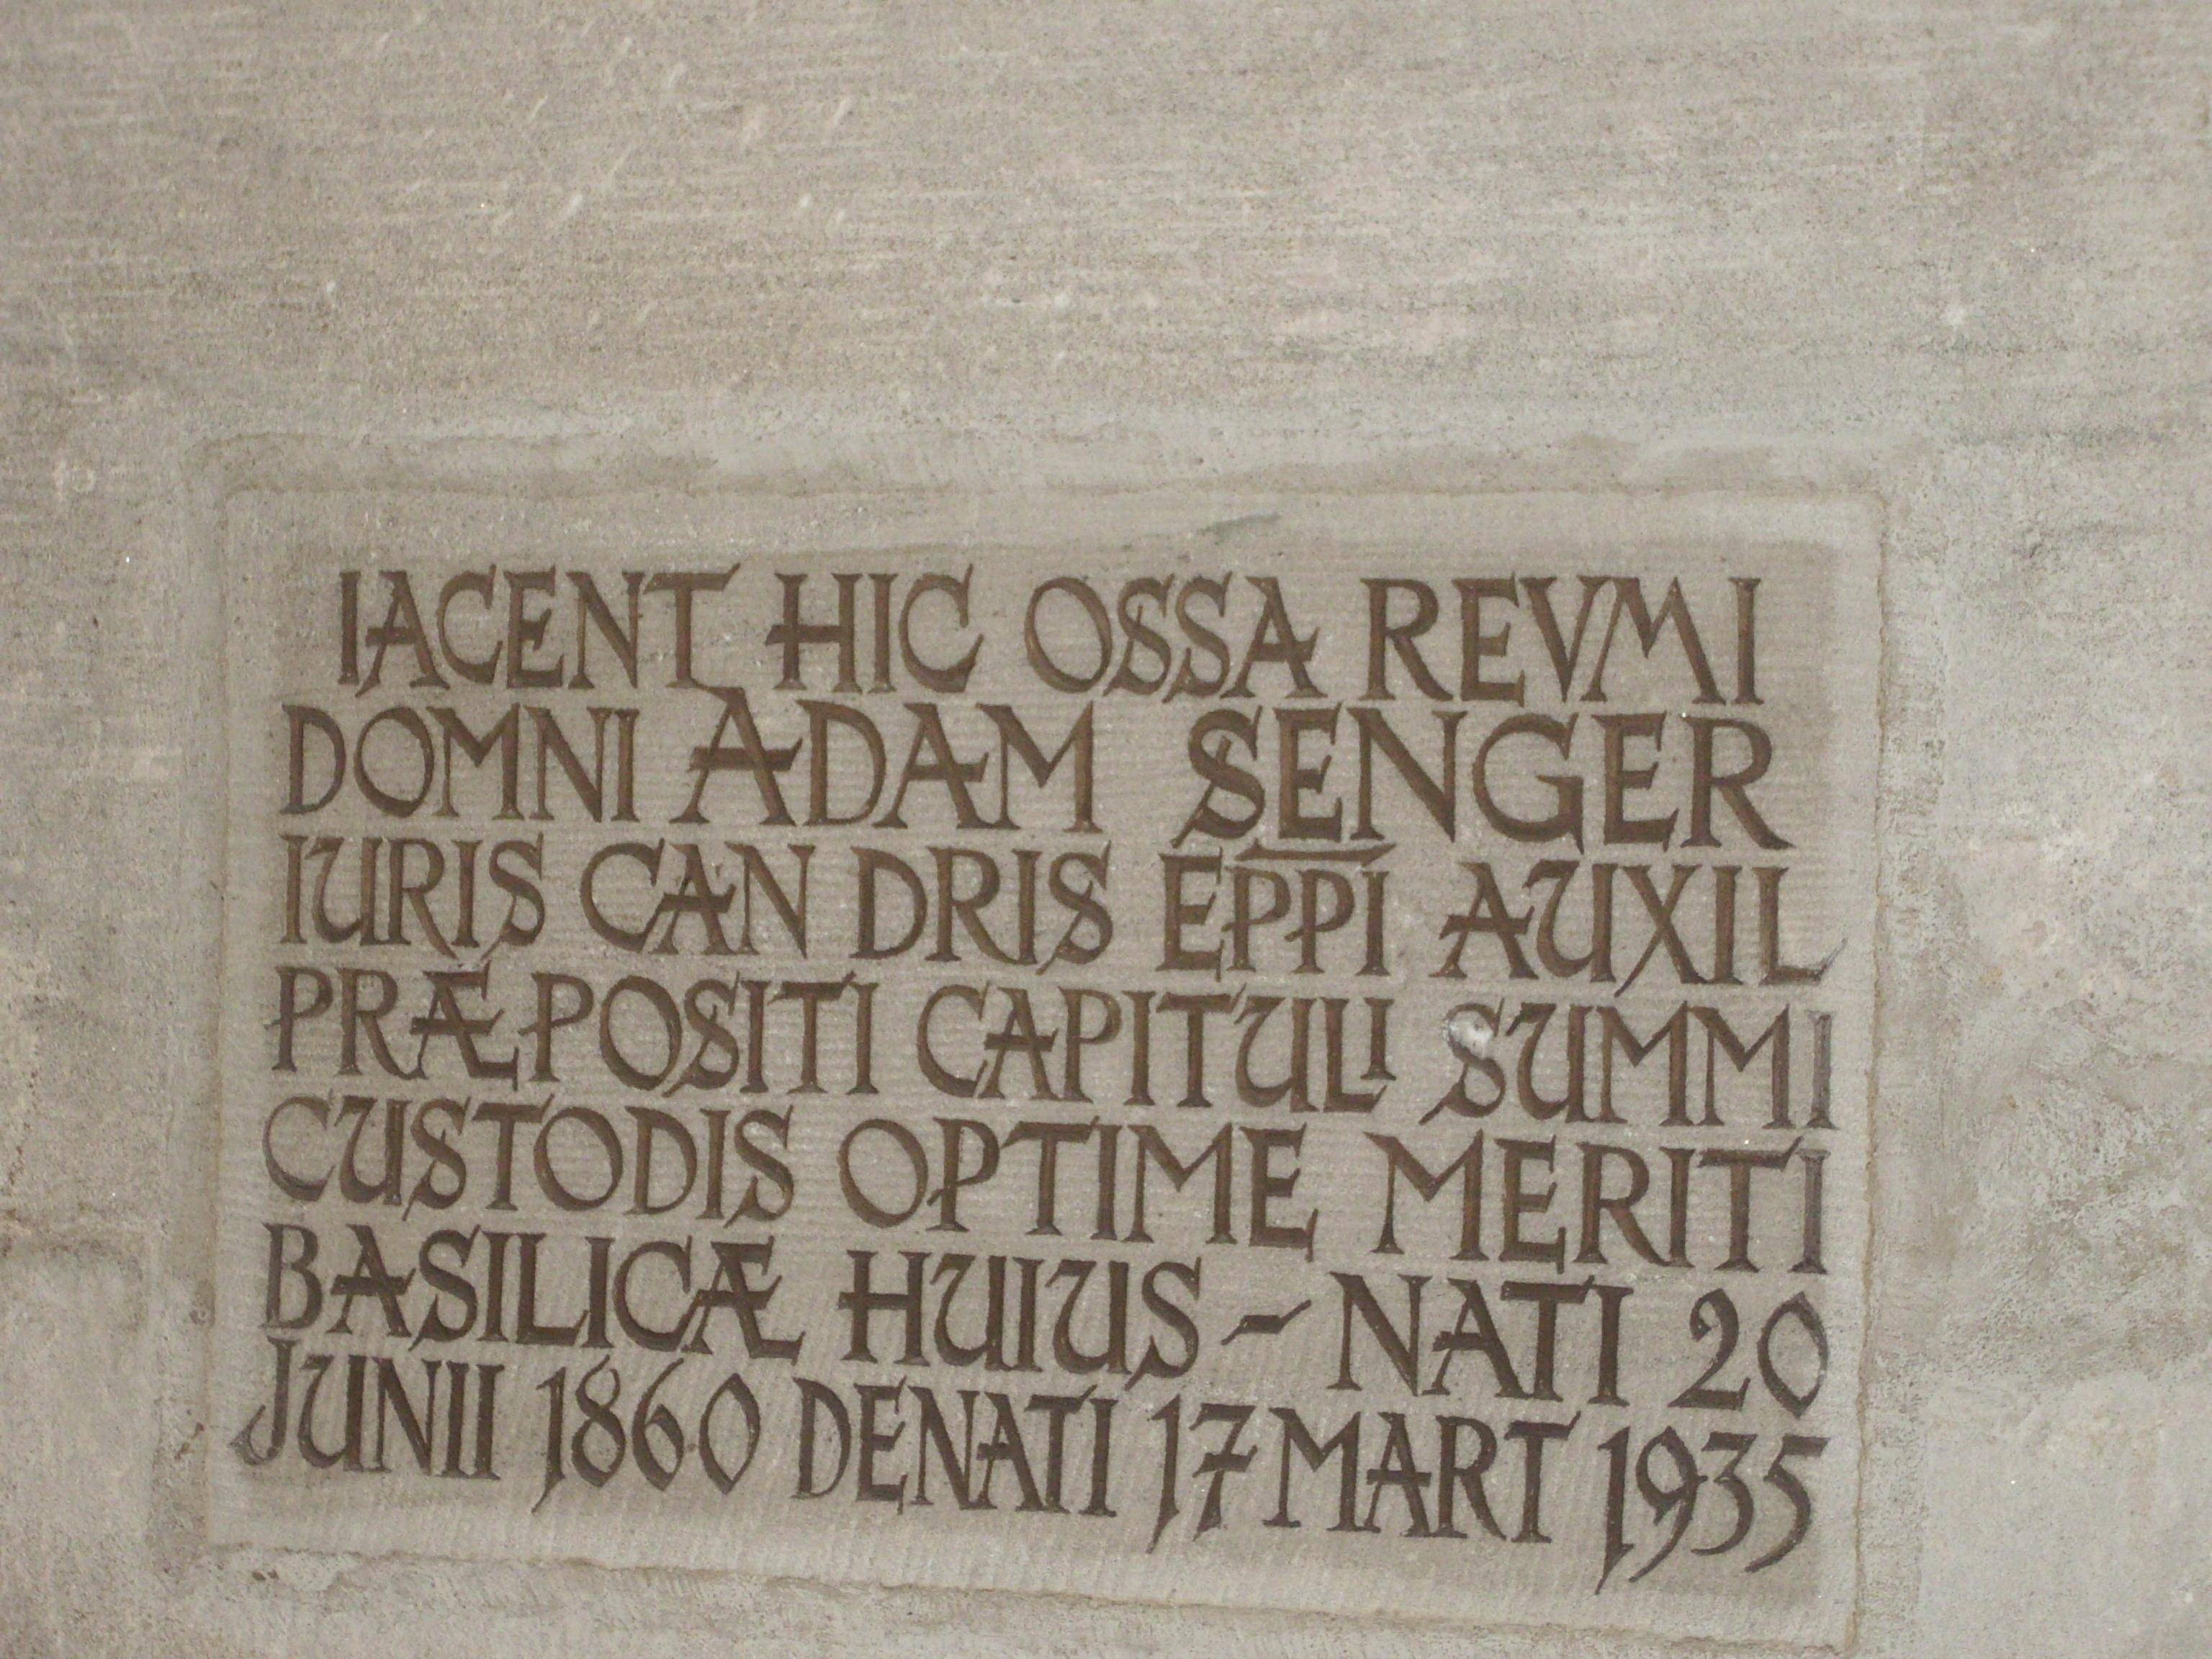 IACENT HIC OSSA REVMI
DOMNI ADAM SENGER
IURIS CAN DRIS EPPI AUXIL
PRÆPOSITI CAPITULI SUMMI
CUSTODIS OPTIME MERITI
BASILICÆ HUIUS – NATI 20
JUNII 1860 DENATI 17 MART 1935